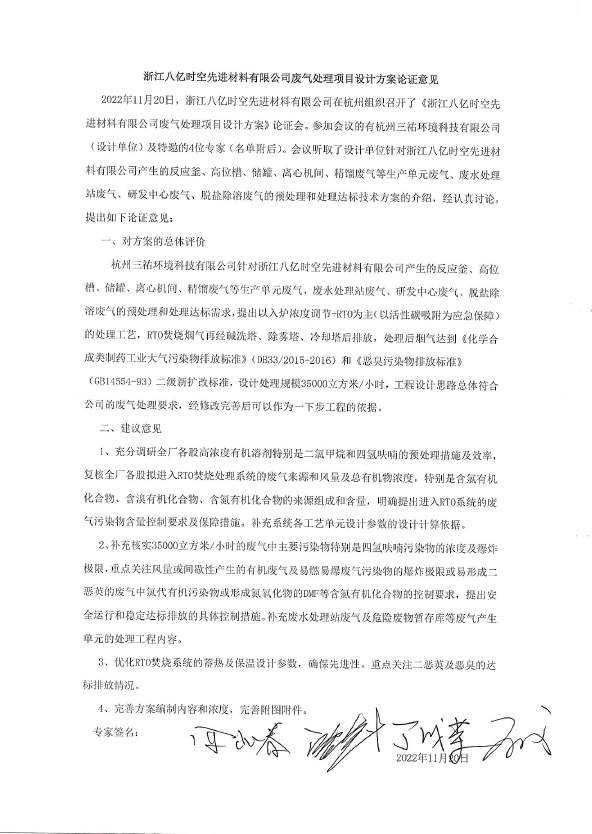 浙江八亿时空先进材料有限公司废气处理项目设计方案论证意见
2022年11月20日，浙江八亿时空先进材料有限公司在杭州组织召开了《浙江八亿时空先
进材料有限公司废气处理项目设计方案》论证会。参加会议的有杭州三祐环境科技有限公司
（设计单位）及特邀的4位专家（名单附后）。会议听取了设计单位针对浙江八亿时空先进材
料有限公司产生的反应釜、高位槽、储罐、离心机间、精馏废气等生产单元废气、废水处理
站废气、研发中心废气、脱盐除溶废气的预处理和处理达标技术方案的介绍，经认真讨论，
提出如下论证意见：
一、对方案的总体评价
杭州三祐环境科技有限公司针对浙江八亿时空先进材料有限公司产生的反应釜、高位
槽、储罐、离心机间、精馏废气等生产单元废气、废水处理站废气、研发中心废气、脱盐除
溶废气的预处理和处理达标需求，提出以入炉浓度调节+RTO为主（以活性碳吸附为应急保障）
的处理工艺，RTO焚烧烟气再经碱洗塔、除雾塔、冷却塔后排放，处理后烟气达到《化学合
成类制药工业大气污染物排放标准》（DB33/2015-2016）和《恶臭污染物排放标准》
（GB14554-93）二级新扩改标准，设计处理规模35000立方米/小时，工程设计思路总体符合
公司的废气处理要求，经修改完善后可以作为下一步工程的依据。
二、建议意见
1、充分调研全厂各股高浓度有机溶剂特别是二氯甲烷和四氢呋喃的预处理措施及效率，
复核全厂各股拟进入RTO焚烧处理系统的废气来源和风量及总有机物浓度，特别是含氯有机
化合物、含溴有机化合物、含氮有机化合物的来源组成和含量，明确提出进入RTO系统的废
气污染物含量控制要求及保障措施。补充系统各工艺单元设计参数的设计计算依据。
2、补充核实35000立方米/小时的废气中主要污染物特别是四氢呋喃污染物的浓度及爆炸
极限，重点关注风量或间歇性产生的有机废气及易燃易爆废气污染物的爆炸极限或易形成二
恶英的废气中氯代有机污染物或形成氮氧化物的DMF等含氮有机化合物的控制要求，提出安
全运行和稳定达标排放的具体控制措施。补充废水处理站废气及危险废物暂存库等废气产生
单元的处理工程内容。
3、优化RTO焚烧系统的蓄热及保温设计参数，确保先进性。重点关注二恶英及恶臭的达
标排放情况。
4、完善方案编制内容和浓度、完善附图附件。
专家签名：
2022年11月20日